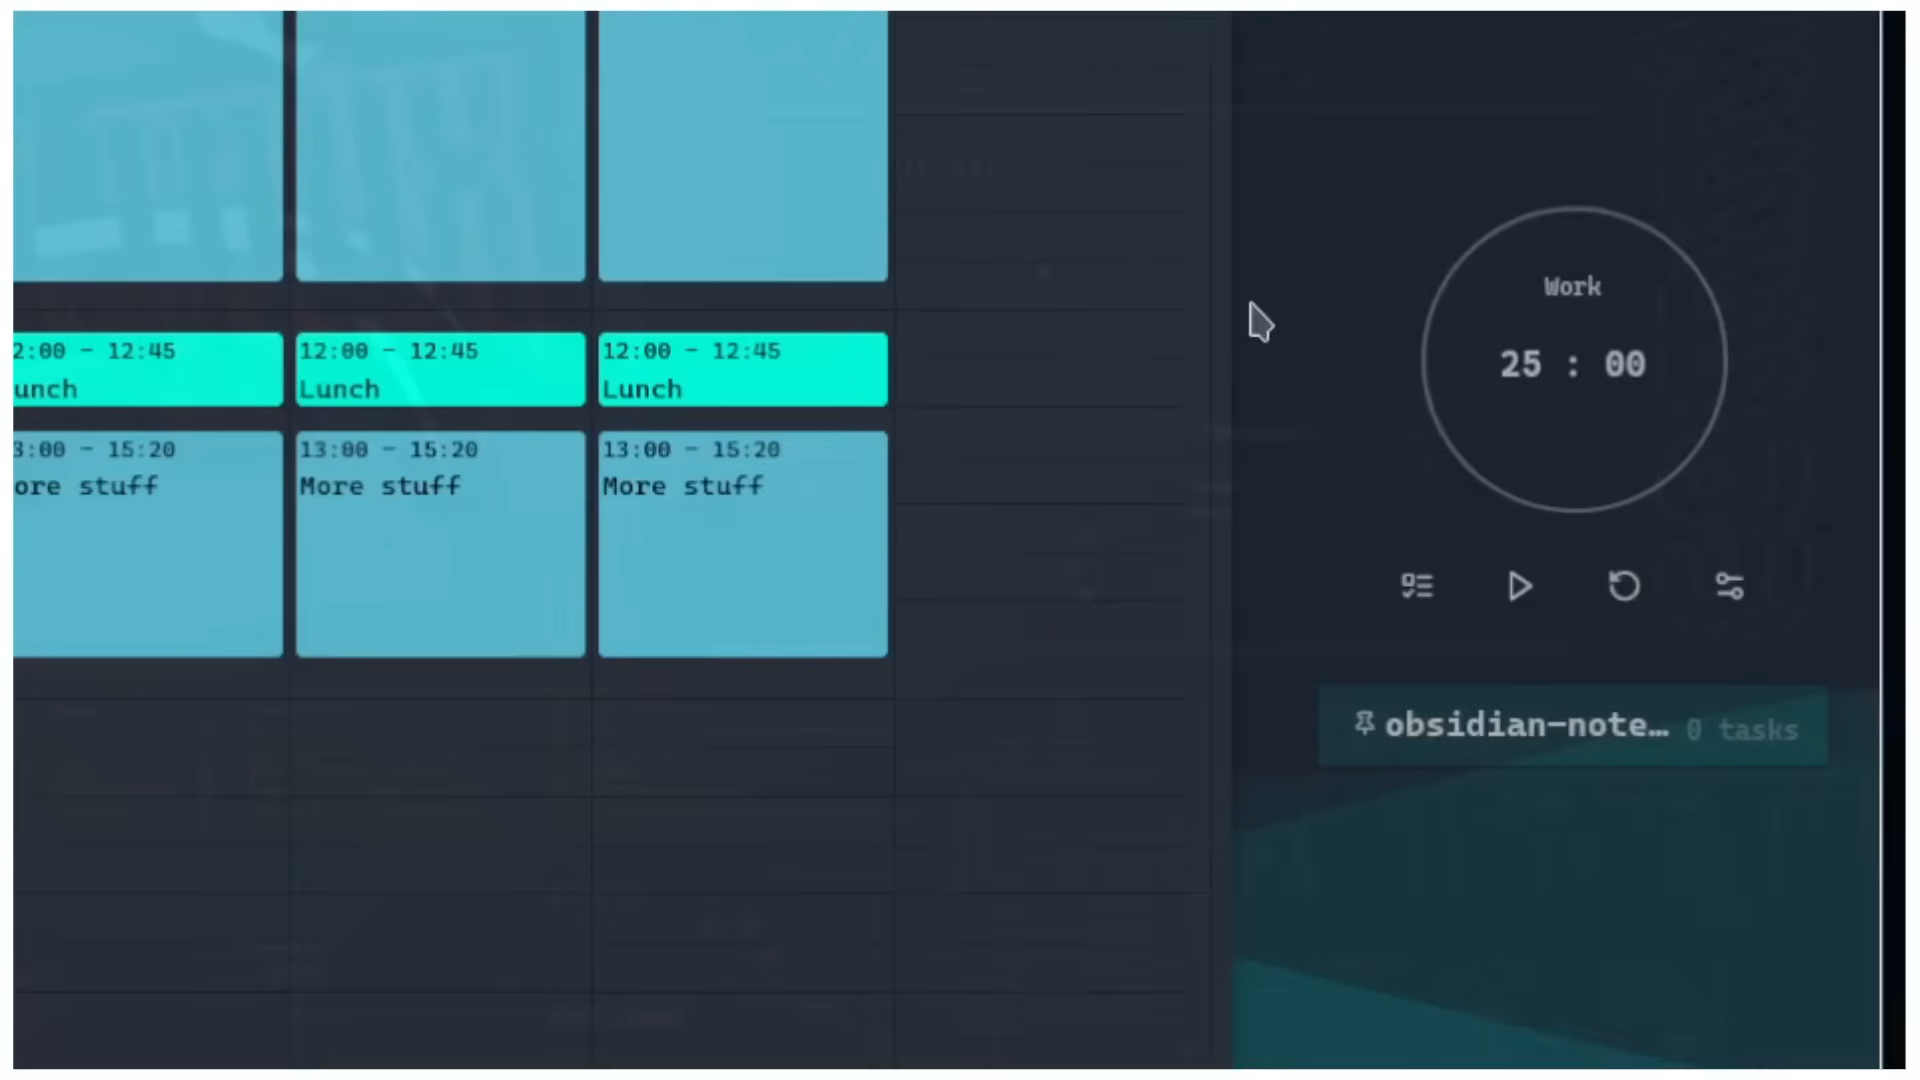 2:00 - 12:45
unch
12:00 - 12:45
Lunch
12:00 - 12:45
Lunch
3:00 - 15:20
ore stuff
13:00 - 15:20
More stuff
13:00 - 15:20
More stuff
Work
25 : 00
obsidian-note… 0 tasks